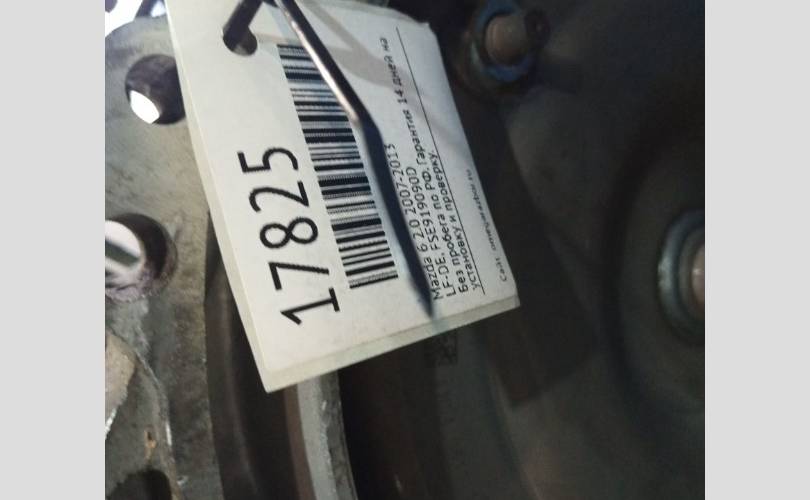 17825
Mazda 6 2.0 2007-2013
LF-DE, FSE919090D
Без пробега по РФ. Гарантия 14 дней на
установку и проверку.
Сайт